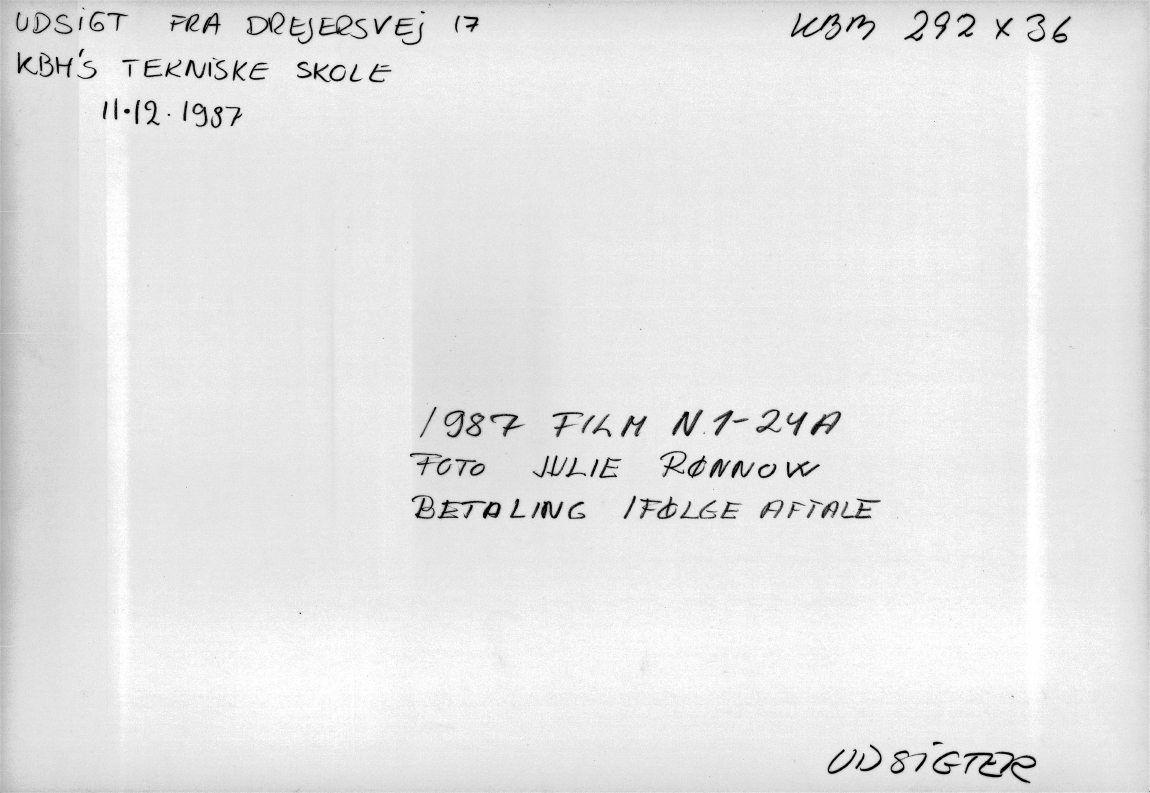 UDSIGT FRA DREJERSVEJ 17
KBH'S TEKNISKE SKOLE
11.12.1987
KBM 292 x 36
1987 FILM N.1-24A
FOTO JULIE RØNNOW
BETALING IFØLGE AFTALE
UDSIGTER